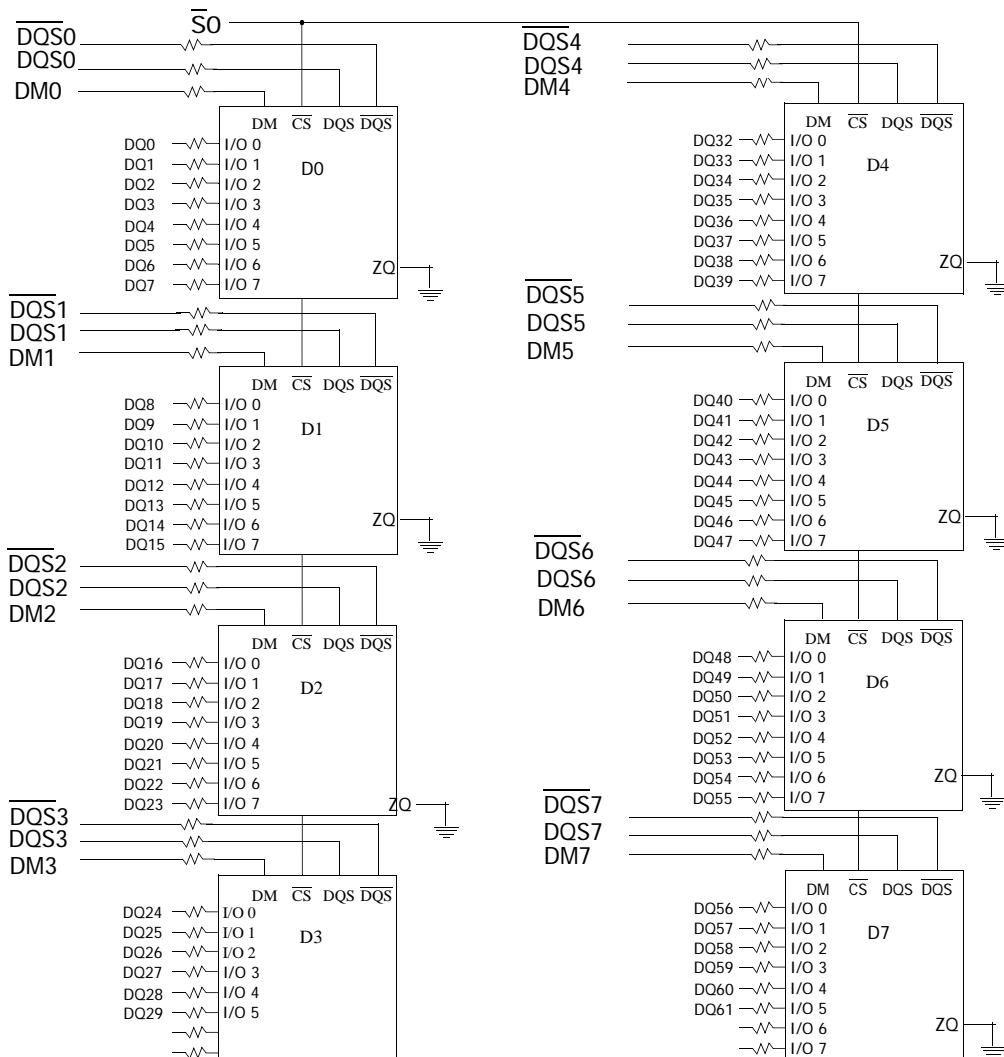 S0
DQS0
DQS0
DM0
DM CS DQS DQS
D0
DQ0 I/O 0
DQ1 I/O 1
DQ2 I/O 2
DQ3 I/O 3
DQ4 I/O 4
DQ5 I/O 5
DQ6 I/O 6
DQ7 I/O 7
ZQ
DQS1
DQS1
DM1
DM CS DQS DQS
D1
DQ8 I/O 0
DQ9 I/O 1
DQ10 I/O 2
DQ11 I/O 3
DQ12 I/O 4
DQ13 I/O 5
DQ14 I/O 6
DQ15 I/O 7
ZQ
DQS2
DQS2
DM2
DM CS DQS DQS
D2
DQ16 I/O 0
DQ17 I/O 1
DQ18 I/O 2
DQ19 I/O 3
DQ20 I/O 4
DQ21 I/O 5
DQ22 I/O 6
DQ23 I/O 7
ZQ
DQS3
DQS3
DM3
DM CS DQS DQS
D3
DQ24 I/O 0
DQ25 I/O 1
DQ26 I/O 2
DQ27 I/O 3
DQ28 I/O 4
DQ29 I/O 5
DQS4
DQS4
DM4
DM CS DQS DQS
D4
DQ32 I/O 0
DQ33 I/O 1
DQ34 I/O 2
DQ35 I/O 3
DQ36 I/O 4
DQ37 I/O 5
DQ38 I/O 6
DQ39 I/O 7
ZQ
DQS5
DQS5
DM5
DM CS DQS DQS
D5
DQ40 I/O 0
DQ41 I/O 1
DQ42 I/O 2
DQ43 I/O 3
DQ44 I/O 4
DQ45 I/O 5
DQ46 I/O 6
DQ47 I/O 7
ZQ
DQS6
DQS6
DM6
DM CS DQS DQS
D6
DQ48 I/O 0
DQ49 I/O 1
DQ50 I/O 2
DQ51 I/O 3
DQ52 I/O 4
DQ53 I/O 5
DQ54 I/O 6
DQ55 I/O 7
ZQ
DQS7
DQS7
DM7
DM CS DQS DQS
D7
DQ56 I/O 0
DQ57 I/O 1
DQ58 I/O 2
DQ59 I/O 3
DQ60 I/O 4
DQ61 I/O 5
I/O 6
I/O 7
ZQ